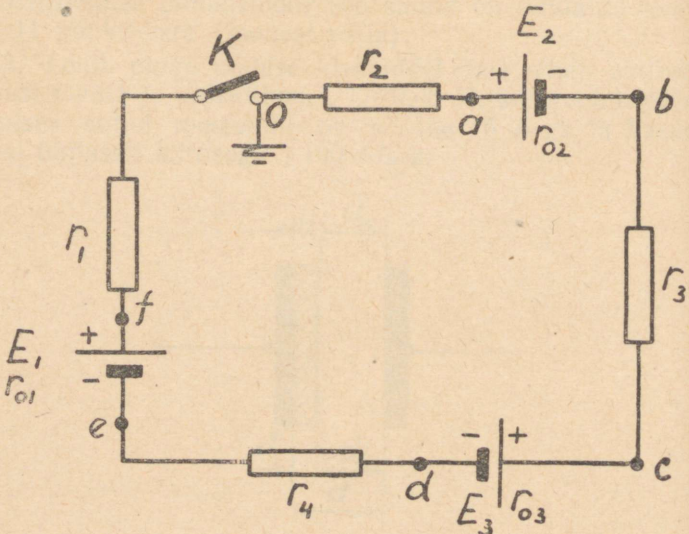 E₂
K
r₂
+ -
O
a
b
r₀₂
r₁
r₃
f
+
E₁
-
r₀₁
e
- +
c
r₄
d
E₃
r₀₃